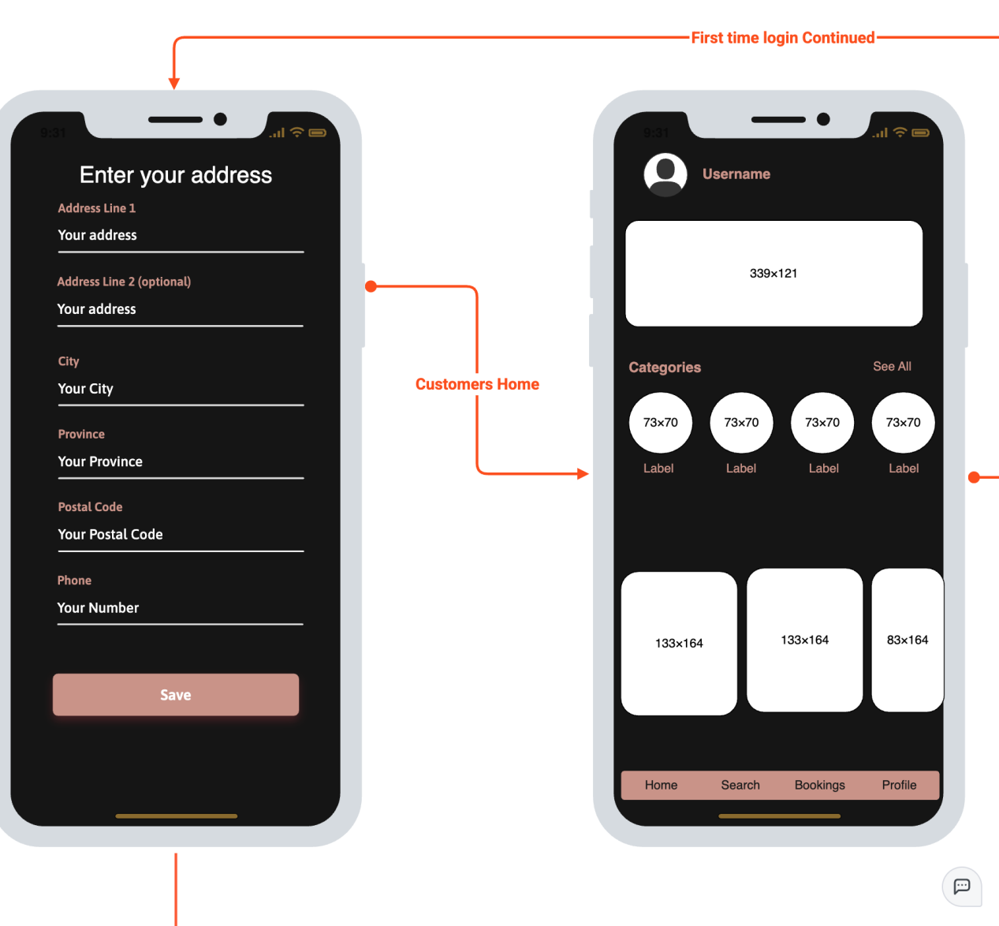 First time login Continued
9:31
Enter your address
Address Line 1
Your address
Address Line 2 (optional)
Your address
City
Your City
Province
Your Province
Postal Code
Your Postal Code
Phone
Your Number
Save
Customers Home
9:31
Username
339×121
Categories
See All
73×70 73×70 73×70 73×70
Label Label Label Label
133×164 133×164 83×164
Home Search Bookings Profile